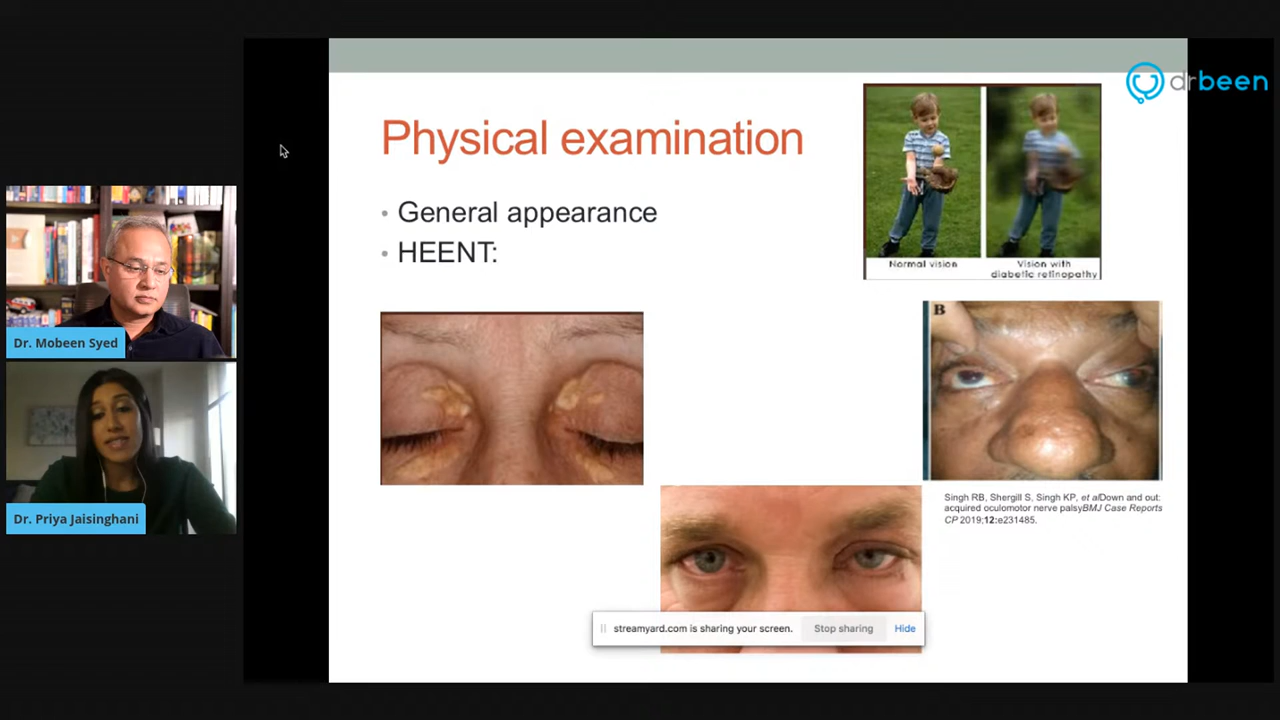 drbeen
Physical examination
• General appearance
• HEENT:
Normal vision
Vision with
diabetic retinopathy
B
Singh RB, Shergill S, Singh KP, et alDown and out:
acquired oculomotor nerve palsyBMJ Case Reports
CP 2019;12:e231485.
streamyard.com is sharing your screen.
Stop sharing
Hide
Dr. Mobeen Syed
Dr. Priya Jaisinghani